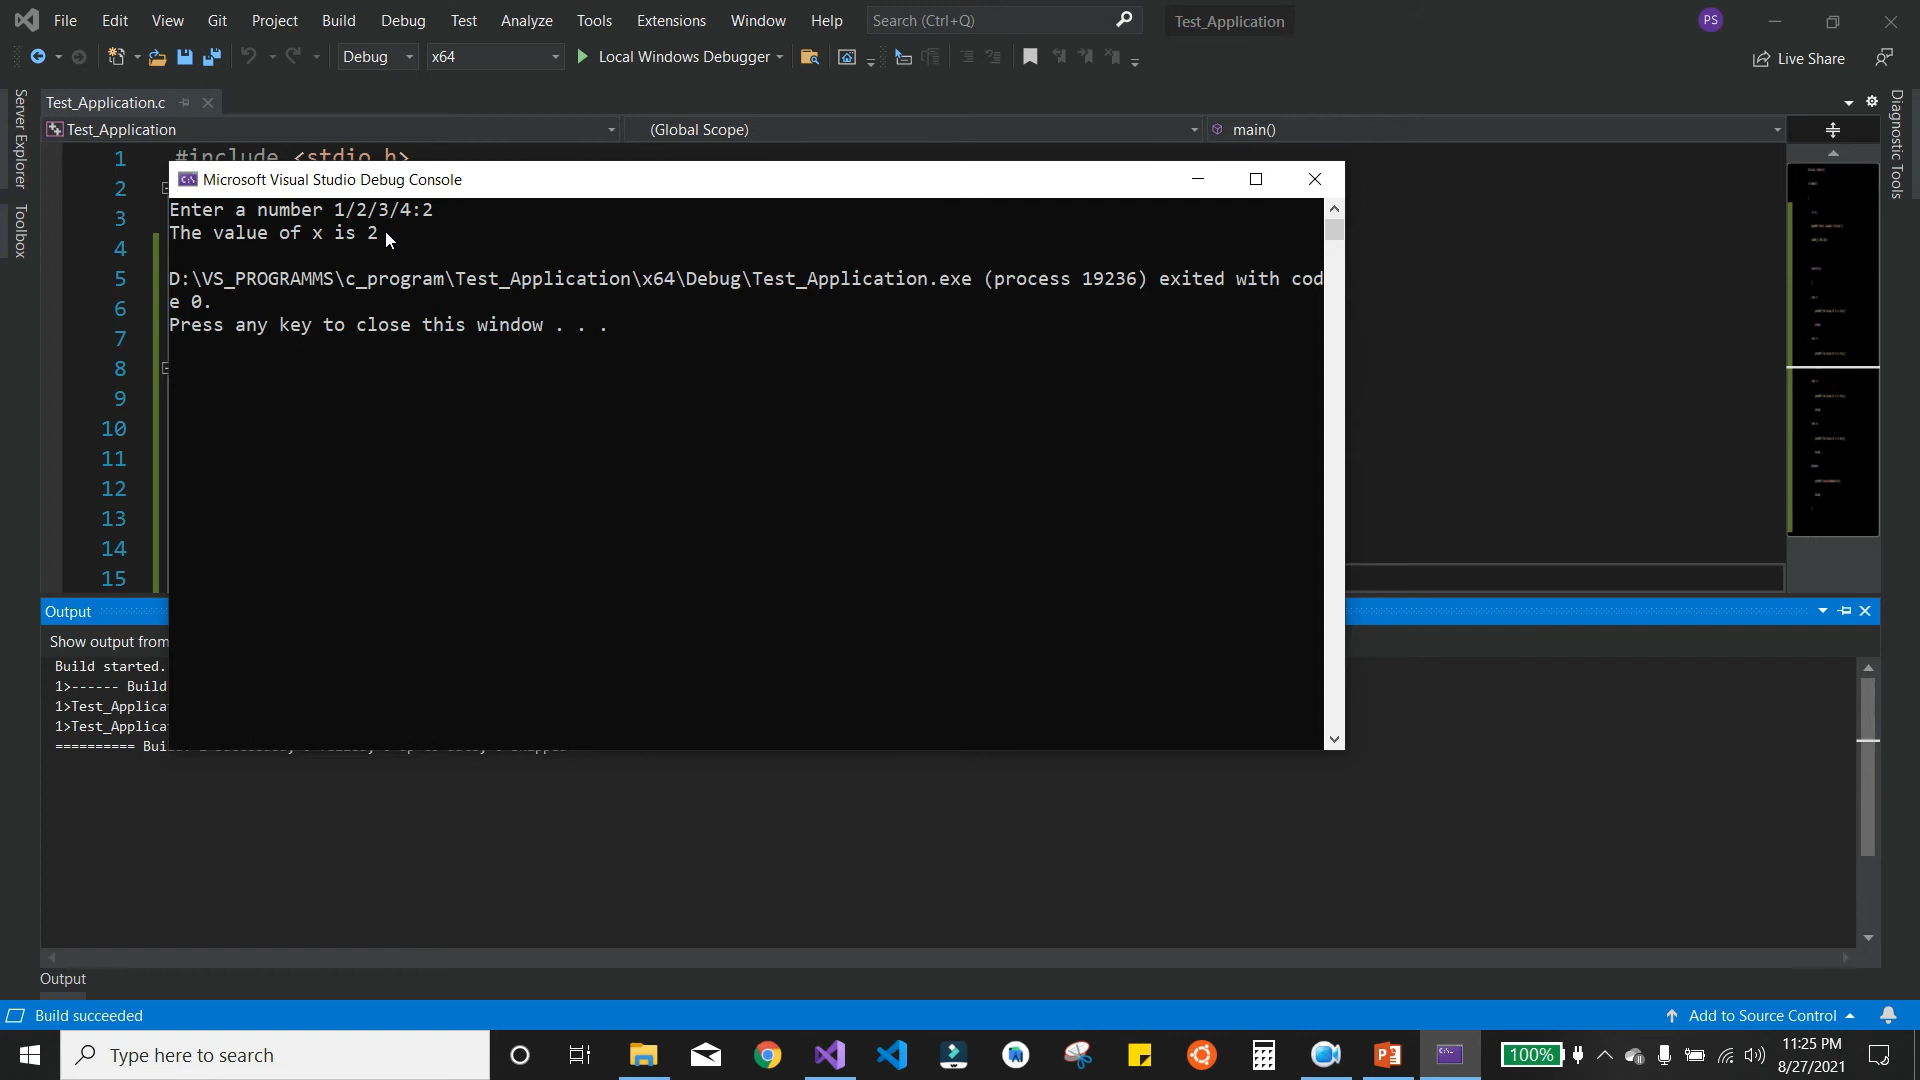 File Edit View Git Project Build Debug Test Analyze Tools Extensions Window Help Search (Ctrl+Q) Test_Application PS
Debug x64 Local Windows Debugger Live Share
Test_Application.c
Test_Application (Global Scope) main()
Server Explorer
Toolbox
Diagnostic Tools
1 #include <stdio.h>
2
3
4
5
6
7
8
9
10
11
12
13
14
15
Microsoft Visual Studio Debug Console
Enter a number 1/2/3/4:2
The value of x is 2
D:\VS_PROGRAMMS\c_program\Test_Application\x64\Debug\Test_Application.exe (process 19236) exited with cod
e 0.
Press any key to close this window . . .
Output
Show output from
Build started.
1>------ Build
1>Test_Applica
1>Test_Applica
========== Bui
Output
Build succeeded Add to Source Control
Type here to search 100% 11:25 PM
8/27/2021